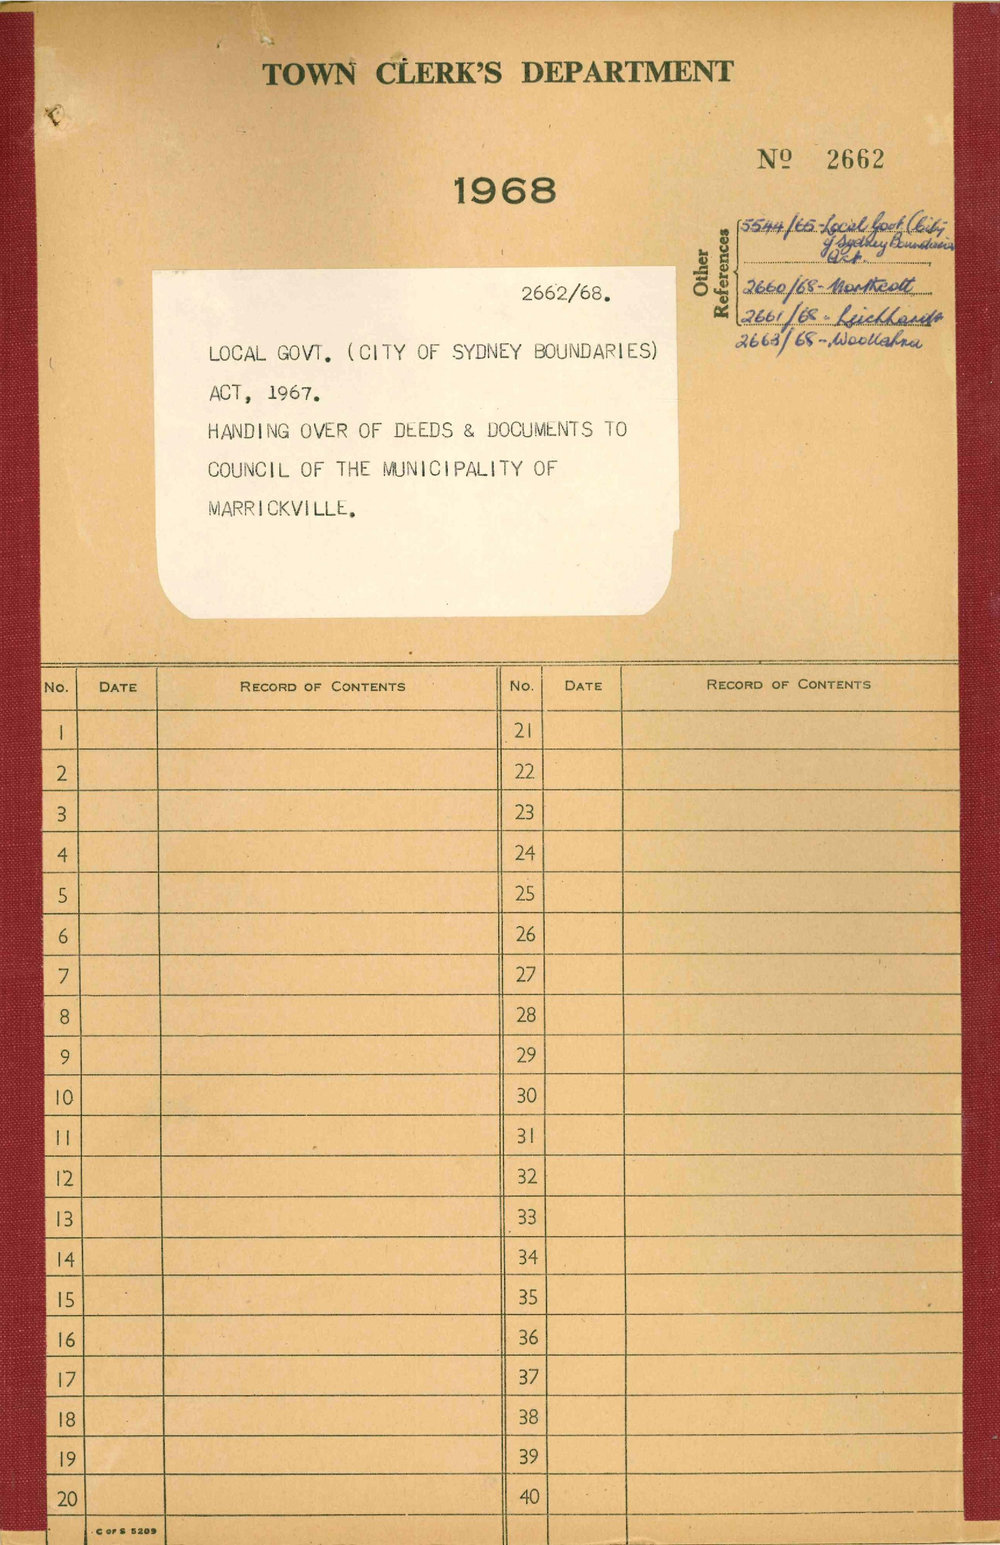 TOWN CLERK'S DEPARTMENT
Nº 2662
1968
Other References
5544/65-Local Govt (City
of Sydney Boundaries
Act.
2660/68- Northcott
2661/68- Leichhardt
2663/68-Woollahra
2662/68.
LOCAL GOVT. (CITY OF SYDNEY BOUNDARIES)
ACT, 1967.
HANDING OVER OF DEEDS & DOCUMENTS TO
COUNCIL OF THE MUNICIPALITY OF
MARRICKVILLE.
No. DATE RECORD OF CONTENTS No. DATE RECORD OF CONTENTS
1 21
2 22
3 23
4 24
5 25
6 26
7 27
8 28
9 29
10 30
11 31
12 32
13 33
14 34
15 35
16 36
17 37
18 38
19 39
20 40
C OF S 5209